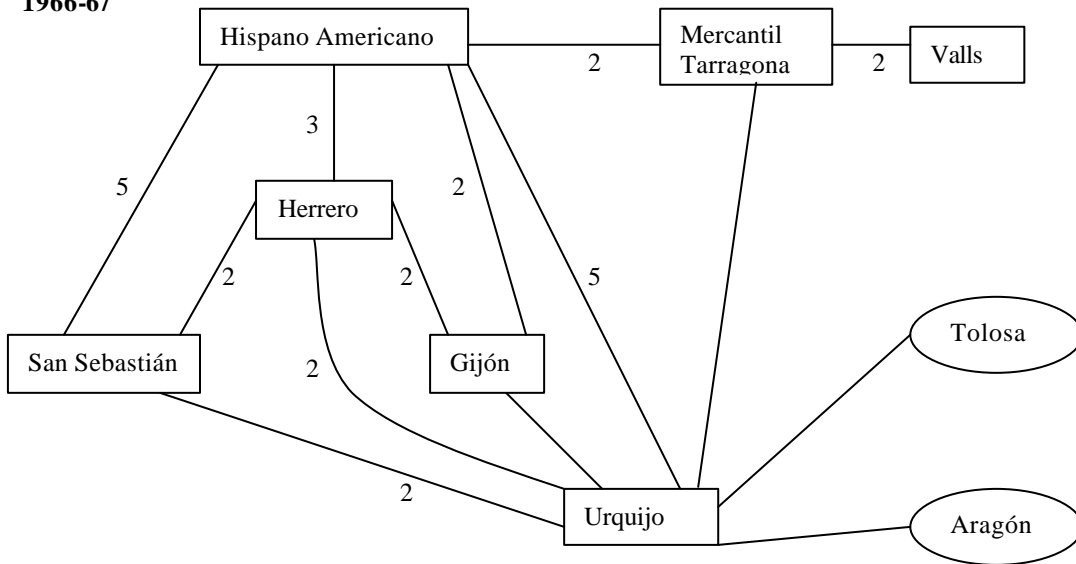 1966-67
Hispano Americano
2
Mercantil
Tarragona
2
Valls
3
5
2
Herrero
2
2
5
San Sebastián
2
Gijón
Tolosa
2
Urquijo
Aragón